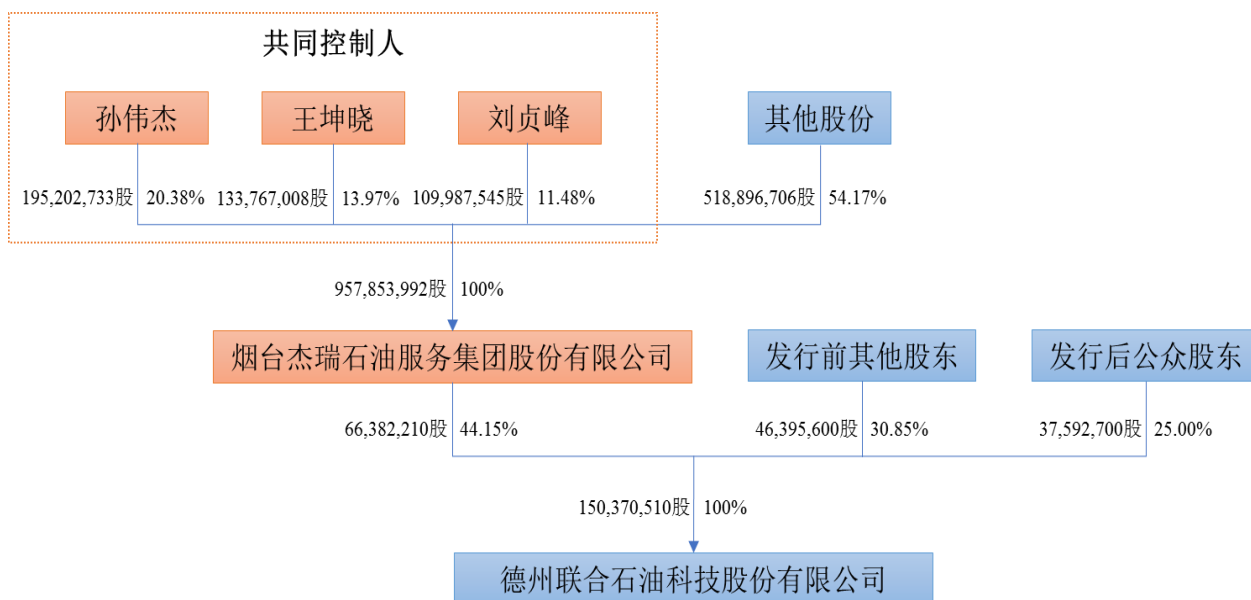 共同控制人
孙伟杰 王坤晓 刘贞峰 其他股份
195,202,733股 20.38% 133,767,008股 13.97% 109,987,545股 11.48% 518,896,706股 54.17%
957,853,992股 100%
烟台杰瑞石油服务集团股份有限公司 发行前其他股东 发行后公众股东
66,382,210股 44.15% 46,395,600股 30.85% 37,592,700股 25.00%
150,370,510股 100%
德州联合石油科技股份有限公司